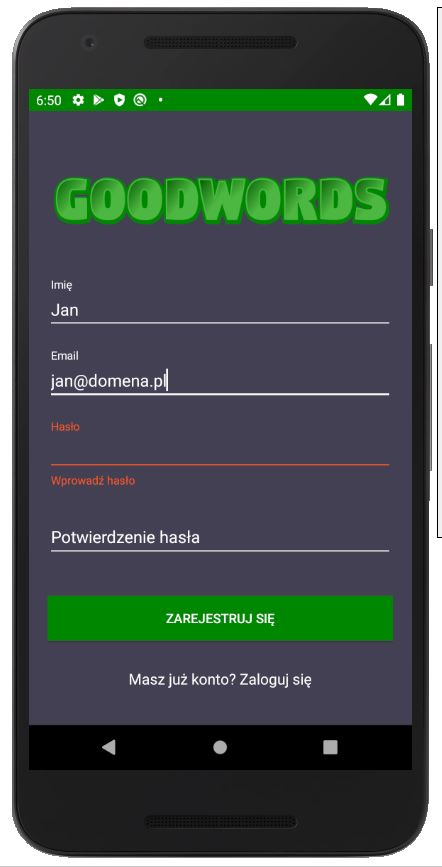 6:50
GOODWORDS
Imię
Jan
Email
jan@domena.pl
Hasło
Wprowadź hasło
Potwierdzenie hasła
ZAREJESTRUJ SIĘ
Masz już konto? Zaloguj się